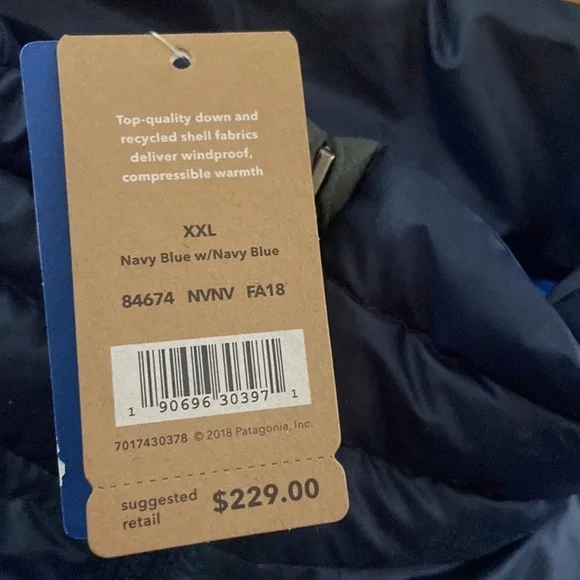 Top-quality down and
recycled shell fabrics
deliver windproof,
compressible warmth
XXL
Navy Blue w/Navy Blue
84674 NVNV FA18
1 90696 30397 1
7017430378 © 2018 Patagonia, Inc.
suggested
retail
$229.00